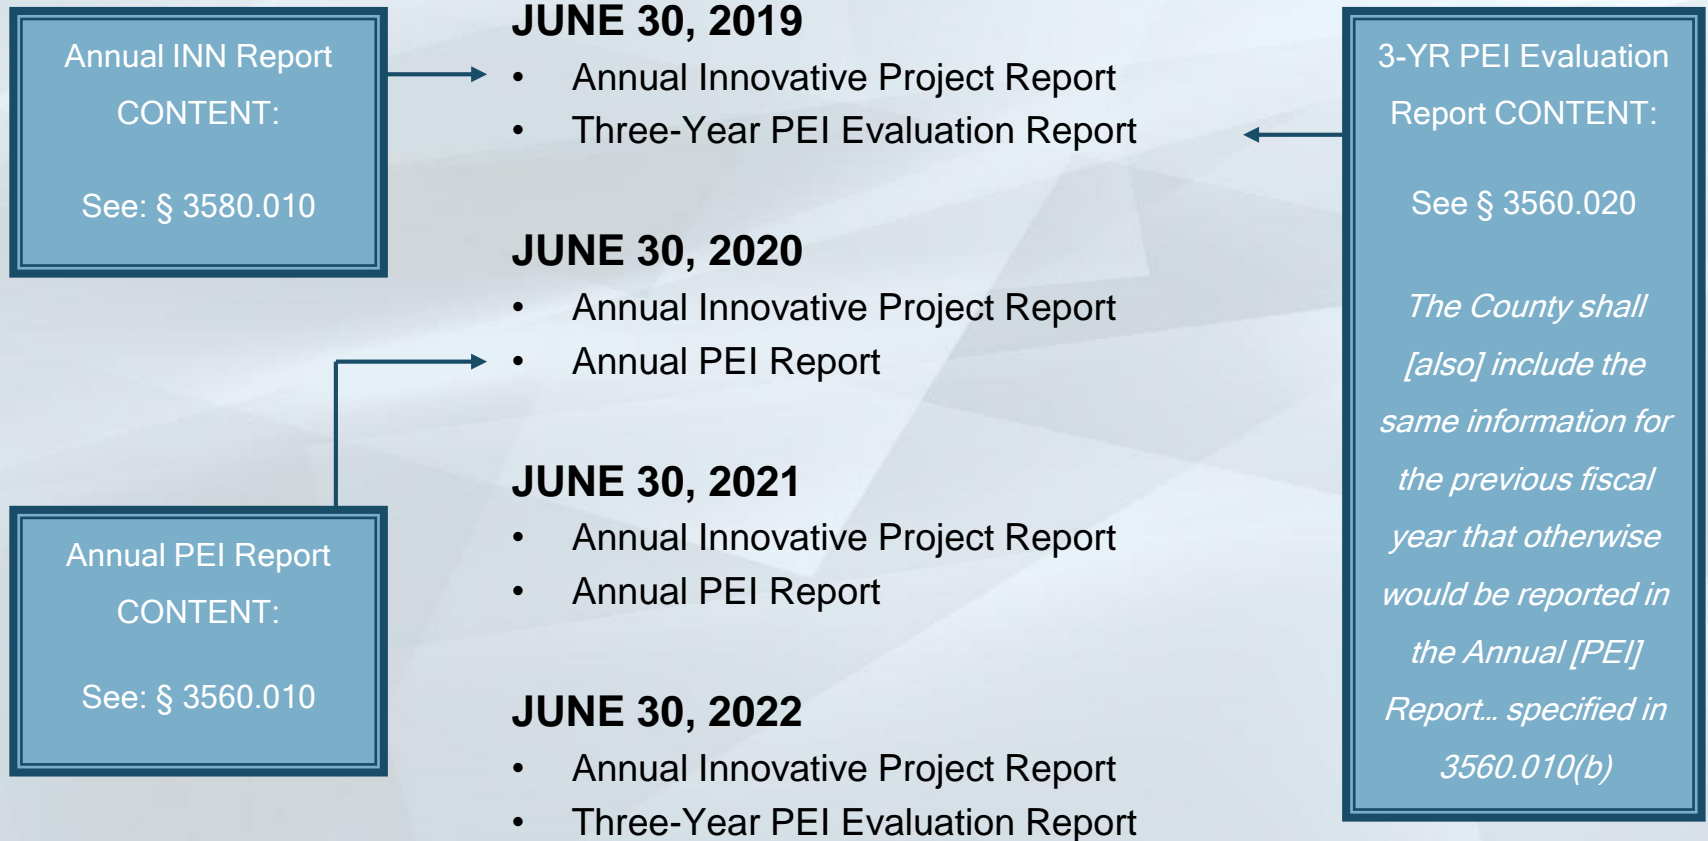 Annual INN Report
CONTENT:
See: § 3580.010
Annual PEI Report
CONTENT:
See: § 3560.010
JUNE 30, 2019
• Annual Innovative Project Report
• Three-Year PEI Evaluation Report
JUNE 30, 2020
• Annual Innovative Project Report
• Annual PEI Report
JUNE 30, 2021
• Annual Innovative Project Report
• Annual PEI Report
JUNE 30, 2022
• Annual Innovative Project Report
• Three-Year PEI Evaluation Report
3-YR PEI Evaluation
Report CONTENT:
See § 3560.020
The County shall
[also] include the
same information for
the previous fiscal
year that otherwise
would be reported in
the Annual [PEI]
Report… specified in
3560.010(b)